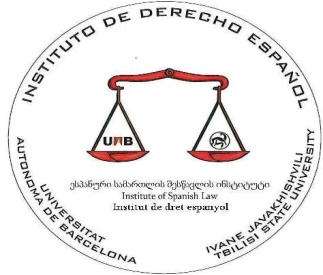 INSTITUTO DE DERECHO ESPAÑOL
UAB
ესპანური სამართლის შესწავლის ინსტიტუტი
Institute of Spanish Law
Institut de dret espanyol
UNIVERSITAT
AUTONOMA DE BARCELONA
IVANE JAVAKHISHVILI
TBILISI STATE UNIVERSITY